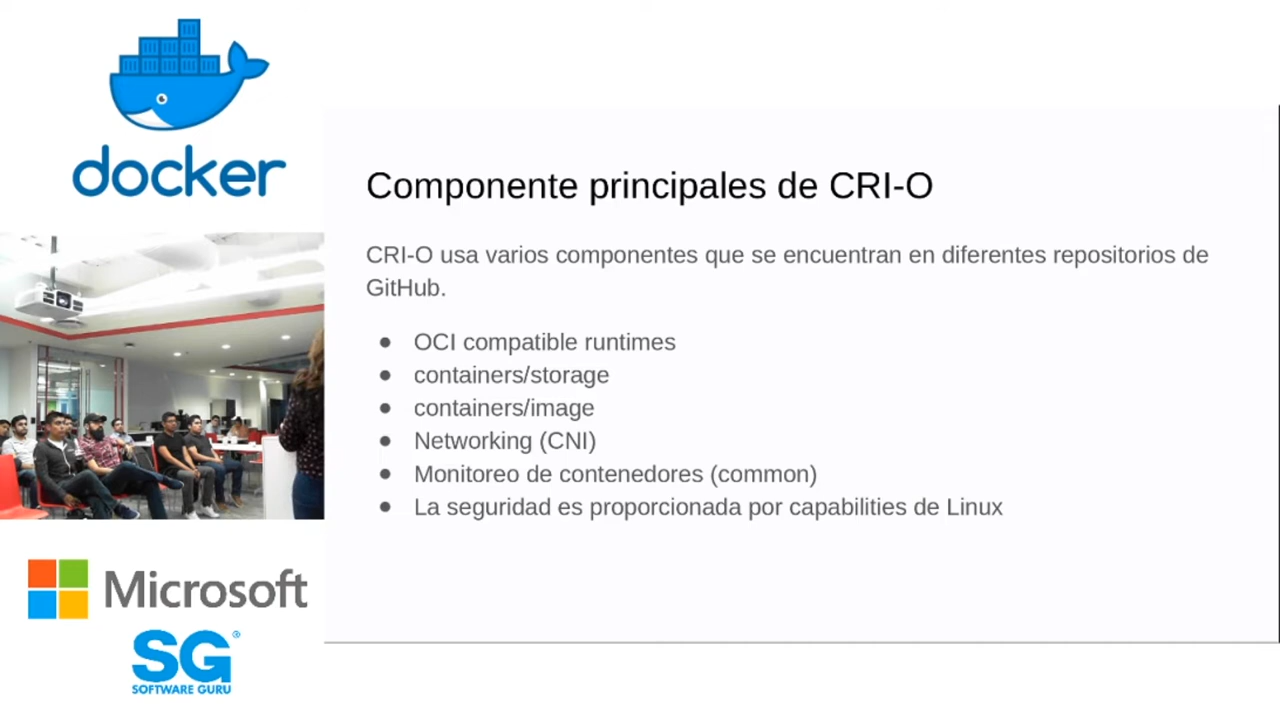 docker
Componente principales de CRI-O
CRI-O usa varios componentes que se encuentran en diferentes repositorios de
GitHub.
● OCI compatible runtimes
● containers/storage
● containers/image
● Networking (CNI)
● Monitoreo de contenedores (common)
● La seguridad es proporcionada por capabilities de Linux
Microsoft
SG®
SOFTWARE GURU